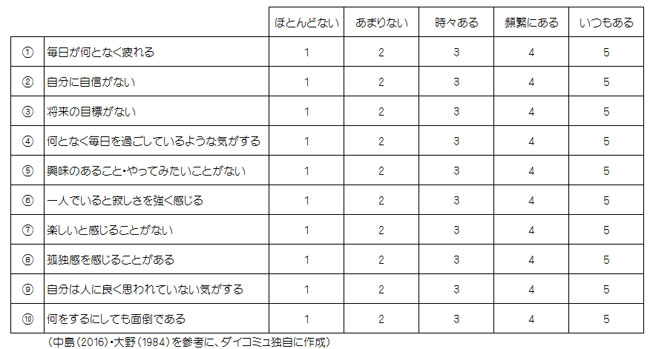 ほとんどない あまりない 時々ある 頻繁にある いつもある
① 毎日が何となく疲れる 1 2 3 4 5
② 自分に自信がない 1 2 3 4 5
③ 将来の目標がない 1 2 3 4 5
④ 何となく毎日を過ごしているような気がする 1 2 3 4 5
⑤ 興味のあること・やってみたいことがない 1 2 3 4 5
⑥ 一人でいると寂しさを強く感じる 1 2 3 4 5
⑦ 楽しいと感じることがない 1 2 3 4 5
⑧ 孤独感を感じることがある 1 2 3 4 5
⑨ 自分は人に良く思われていない気がする 1 2 3 4 5
⑩ 何をするにしても面倒である 1 2 3 4 5
（中島（2016）・大野（1984）を参考に、ダイコミュ独自に作成）